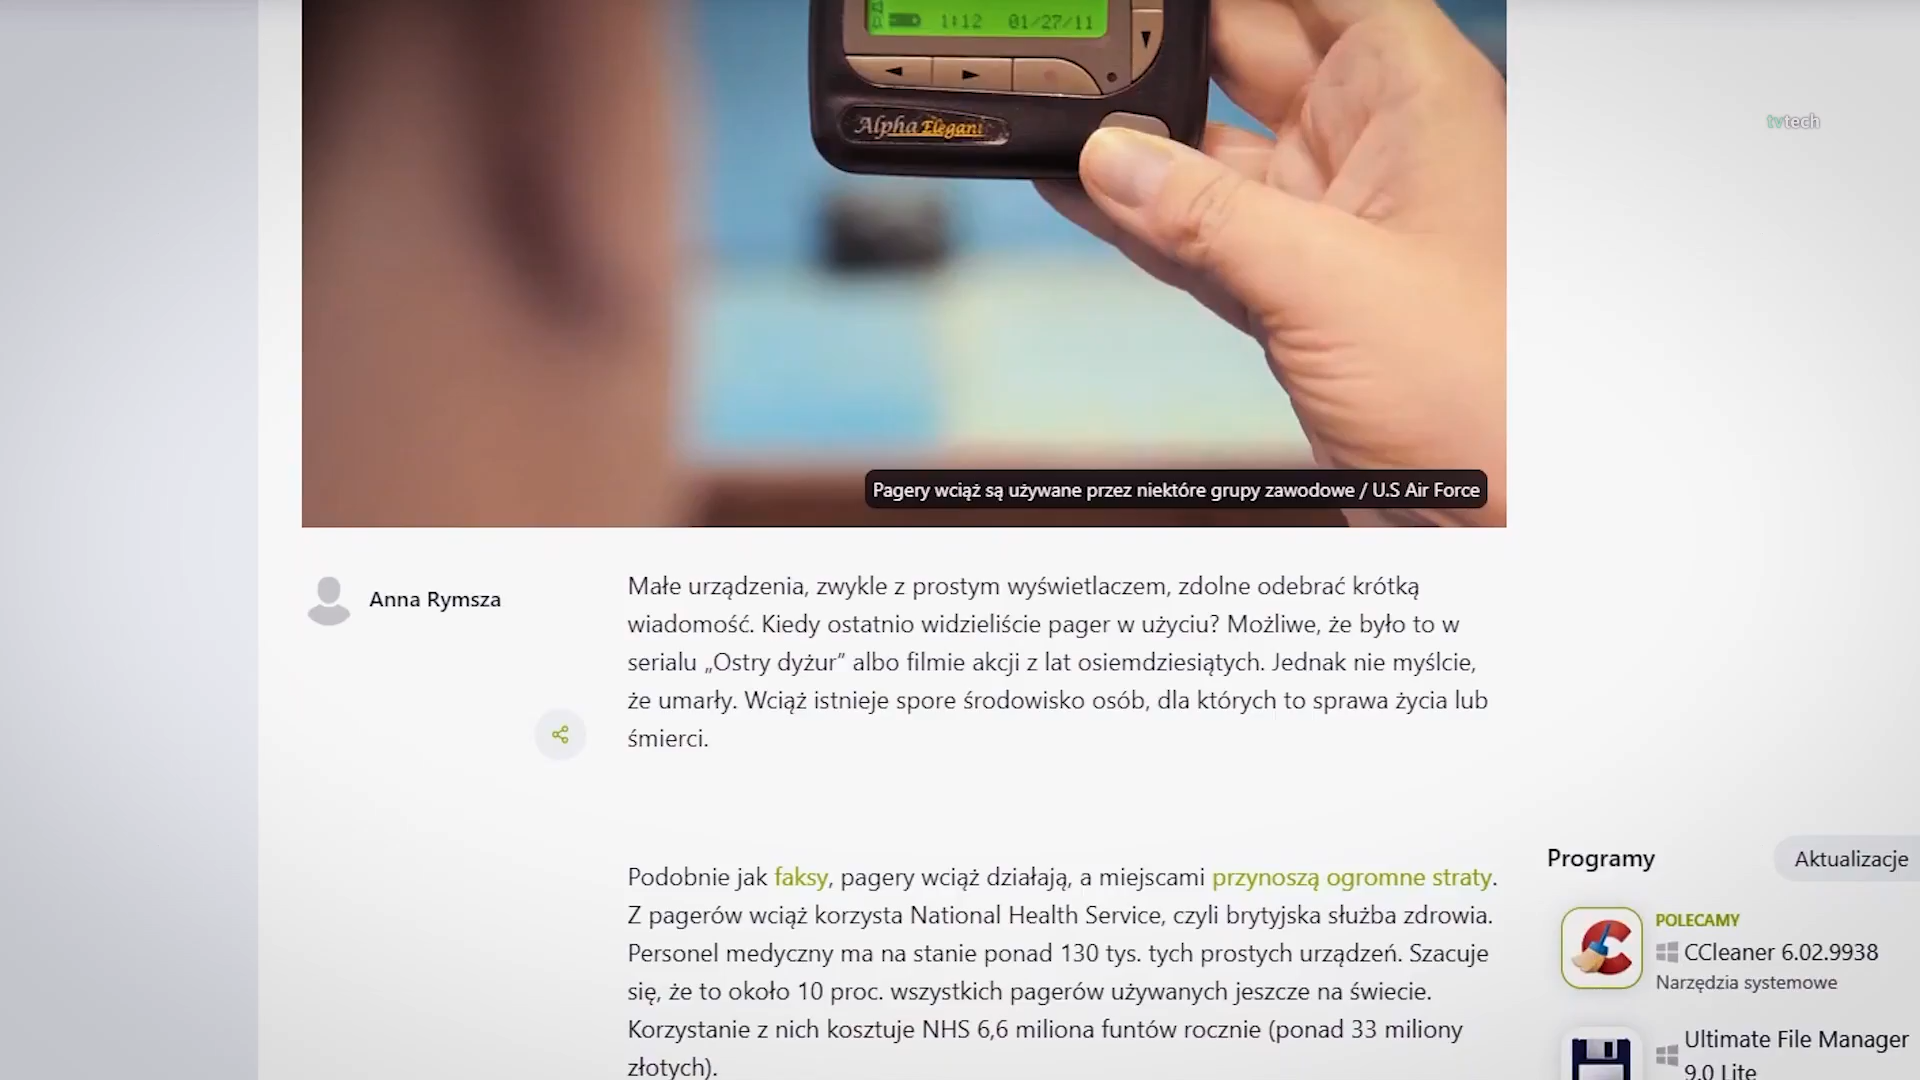 1:12 01/27/11
Alpha Elegant
tvtech
Pagery wciąż są używane przez niektóre grupy zawodowe / U.S Air Force
Anna Rymsza
Małe urządzenia, zwykle z prostym wyświetlaczem, zdolne odebrać krótką
wiadomość. Kiedy ostatnio widzieliście pager w użyciu? Możliwe, że było to w
serialu „Ostry dyżur” albo filmie akcji z lat osiemdziesiątych. Jednak nie myślcie,
że umarły. Wciąż istnieje spore środowisko osób, dla których to sprawa życia lub
śmierci.
Podobnie jak faksy, pagery wciąż działają, a miejscami przynoszą ogromne straty.
Z pagerów wciąż korzysta National Health Service, czyli brytyjska służba zdrowia.
Personel medyczny ma na stanie ponad 130 tys. tych prostych urządzeń. Szacuje
się, że to około 10 proc. wszystkich pagerów używanych jeszcze na świecie.
Korzystanie z nich kosztuje NHS 6,6 miliona funtów rocznie (ponad 33 miliony
złotych).
Programy
Aktualizacje
POLECAMY
CCleaner 6.02.9938
Narzędzia systemowe
Ultimate File Manager
9.0 Lite